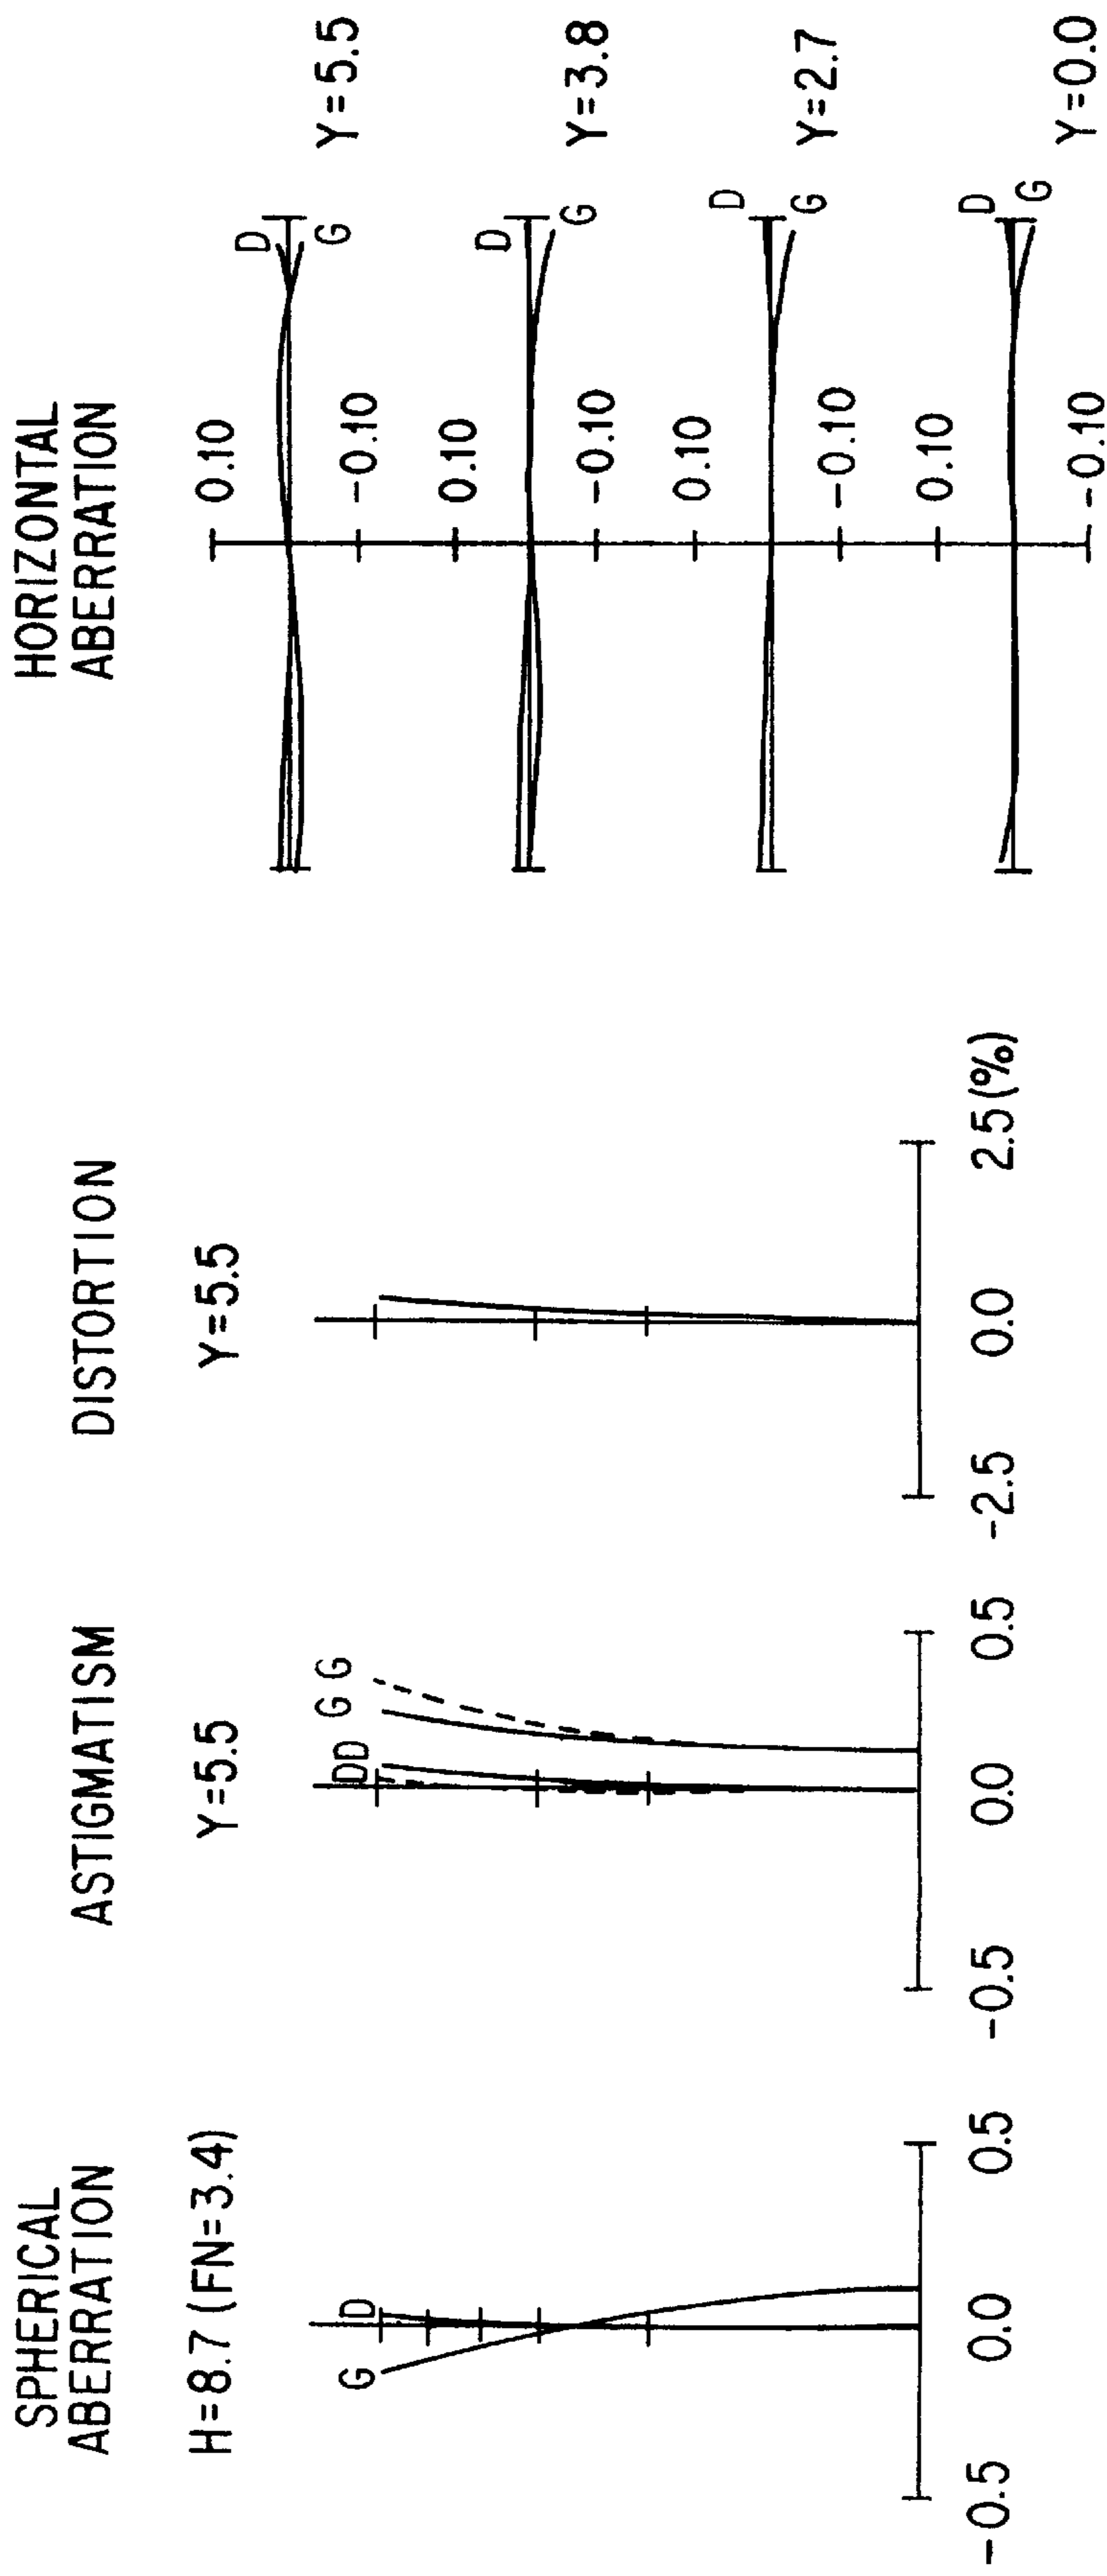 SPHERICAL
ABERRATION
H=8.7 (FN=3.4)
G
D
-0.5
0.0
0.5
ASTIGMATISM
Y=5.5
DD
G G
-0.5
0.0
0.5
DISTORTION
Y=5.5
-2.5
0.0
2.5(%)
HORIZONTAL
ABERRATION
0.10
D
G
Y=5.5
-0.10
0.10
D
G
Y=3.8
-0.10
0.10
D
G
Y=2.7
-0.10
0.10
D
G
Y=0.0
-0.10